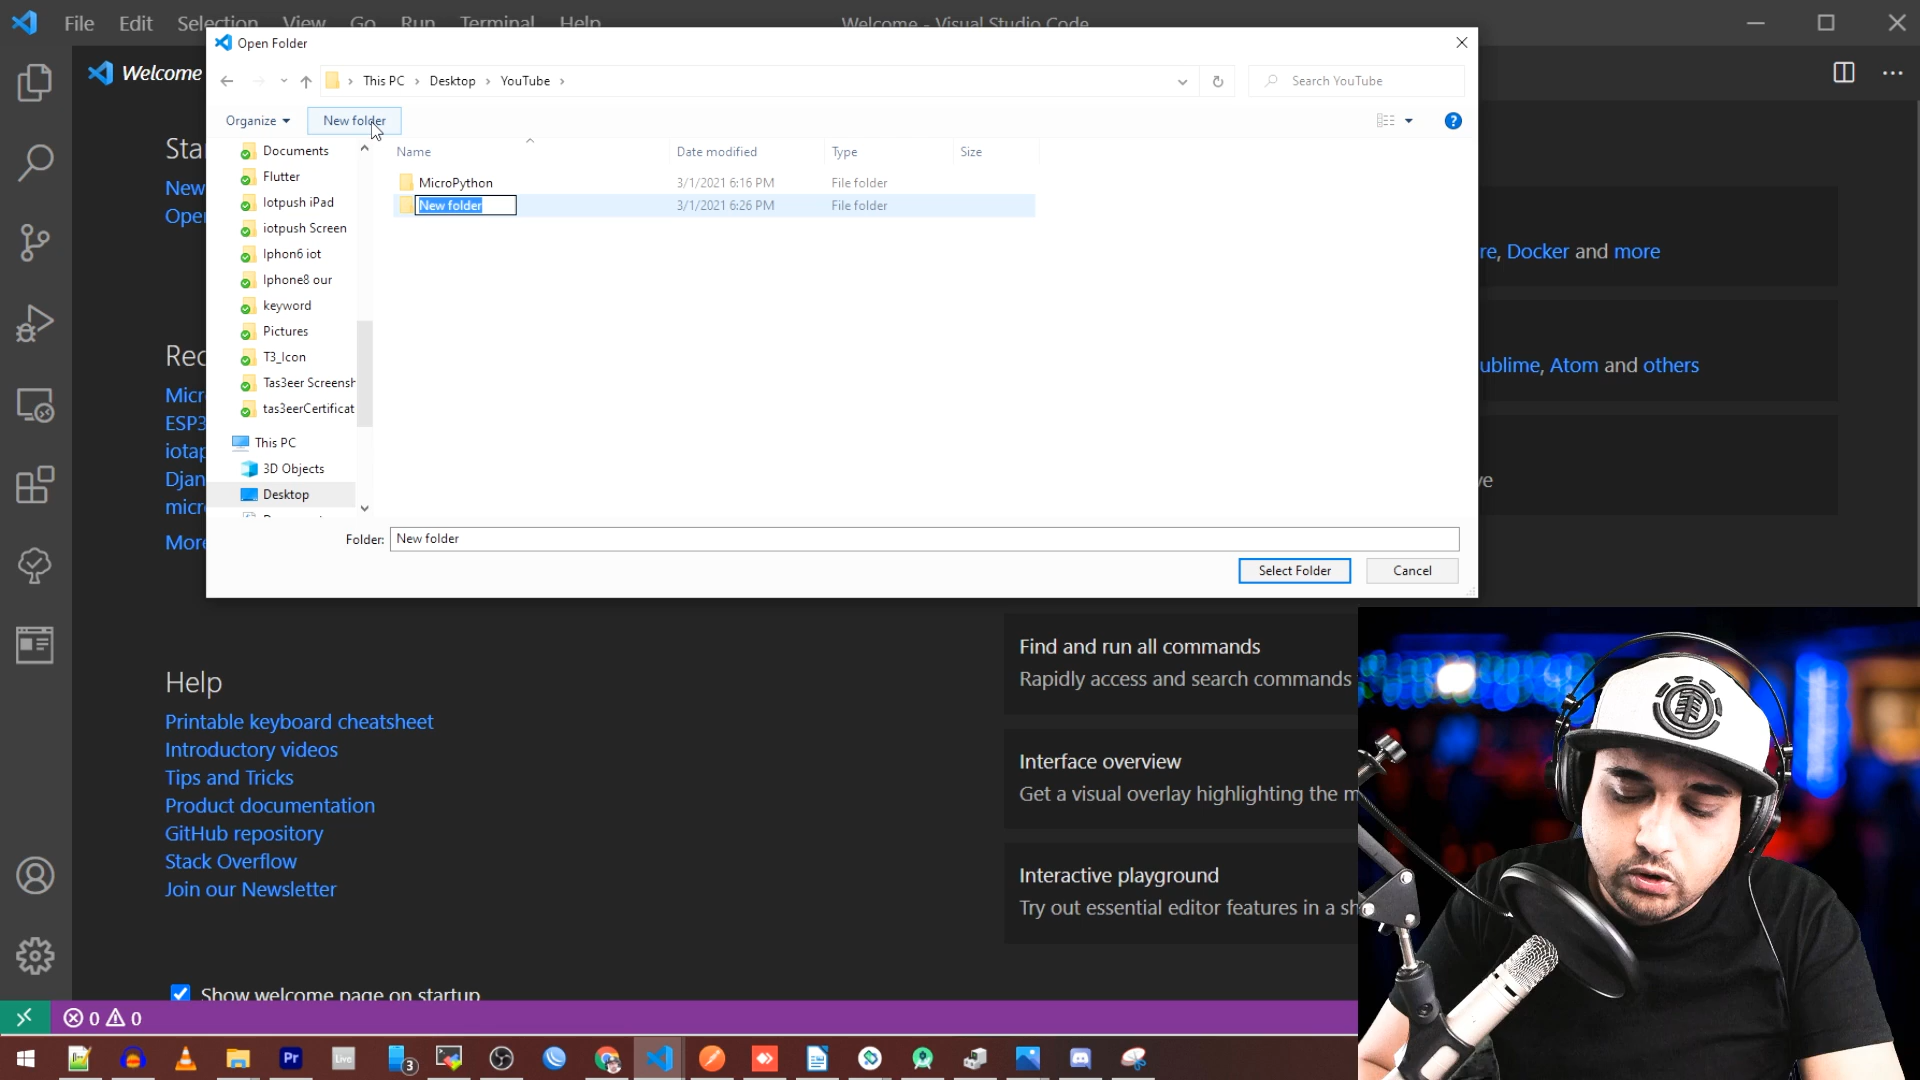 File Edit Selection View Go Run Terminal Help
Welcome - Visual Studio Code
Welcome
Open Folder
This PC > Desktop > YouTube >
Search YouTube
Organize
New folder
Name
Date modified
Type
Size
MicroPython 3/1/2021 6:16 PM File folder
New folder 3/1/2021 6:26 PM File folder
Documents
Flutter
Iotpush iPad
iotpush Screen
Iphon6 iot
Iphone8 our
keyword
Pictures
T3_Icon
Tas3eer Screensh
tas3eerCertificat
This PC
3D Objects
Desktop
Folder: New folder
Select Folder
Cancel
Sta
New
Ope
Rec
Micr
ESP3
iotap
Djan
micr
More
re, Docker and more
ublime, Atom and others
ve
Help
Printable keyboard cheatsheet
Introductory videos
Tips and Tricks
Product documentation
GitHub repository
Stack Overflow
Join our Newsletter
Show welcome page on startup
Find and run all commands
Rapidly access and search commands
Interface overview
Get a visual overlay highlighting the m
Interactive playground
Try out essential editor features in a sh
0 0
Pr
Live
3